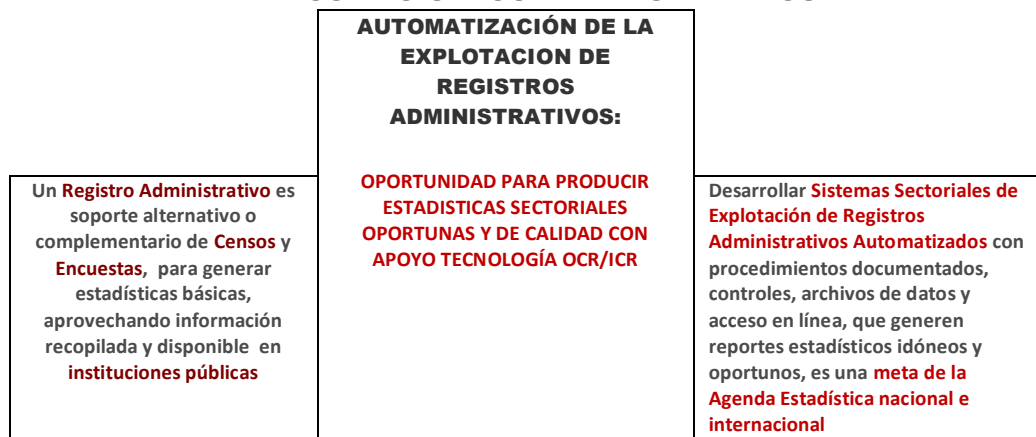 AUTOMATIZACIÓN DE LA
EXPLOTACION DE
REGISTROS
ADMINISTRATIVOS:
OPORTUNIDAD PARA PRODUCIR
ESTADISTICAS SECTORIALES
OPORTUNAS Y DE CALIDAD CON
APOYO TECNOLOGÍA OCR/ICR
Un Registro Administrativo es
soporte alternativo o
complementario de Censos y
Encuestas, para generar
estadísticas básicas,
aprovechando información
recopilada y disponible en
instituciones públicas
Desarrollar Sistemas Sectoriales de
Explotación de Registros
Administrativos Automatizados con
procedimientos documentados,
controles, archivos de datos y
acceso en línea, que generen
reportes estadísticos idóneos y
oportunos, es una meta de la
Agenda Estadística nacional e
internacional